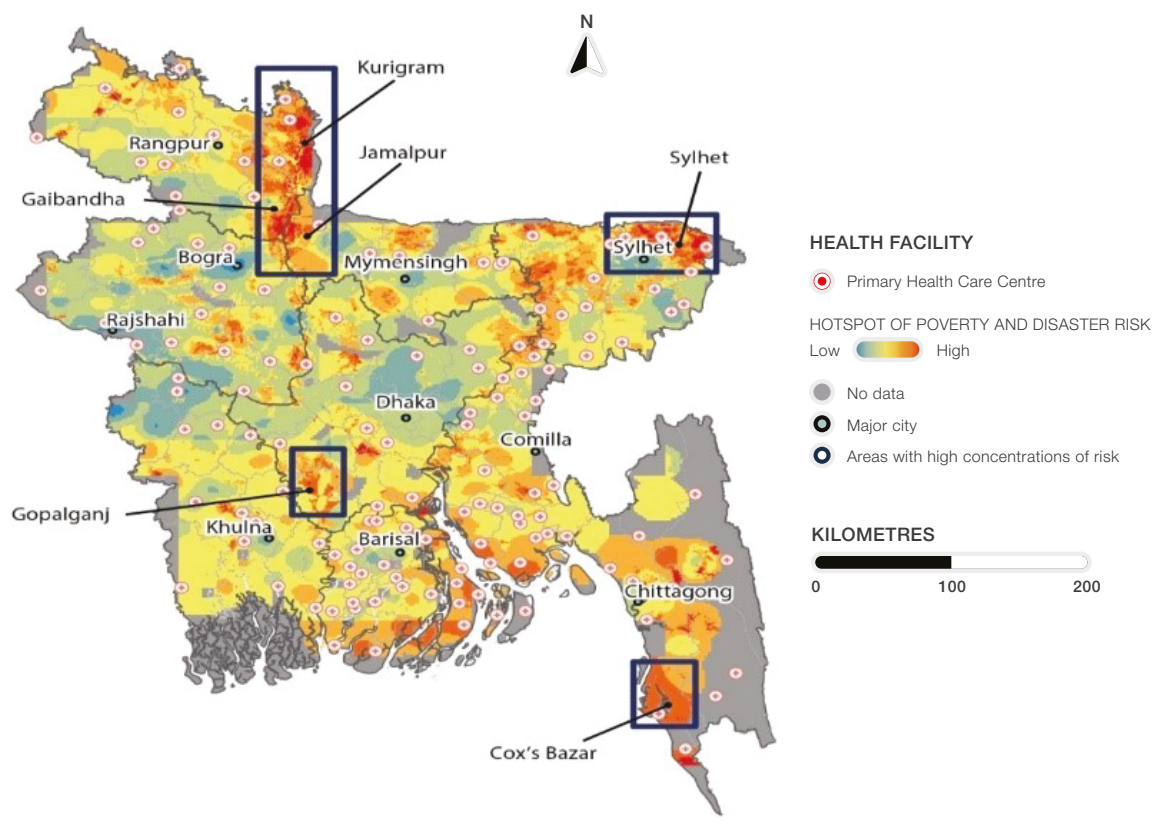 N
Kurigram
Jamalpur
Sylhet
Rangpur
Gaibandha
Sylhet
Bogra
Mymensingh
Rajshahi
Dhaka
Comilla
Gopalganj
Khulna
Barisal
Chittagong
Cox's Bazar
HEALTH FACILITY
Primary Health Care Centre
HOTSPOT OF POVERTY AND DISASTER RISK
Low High
No data
Major city
Areas with high concentrations of risk
KILOMETRES
0 100 200